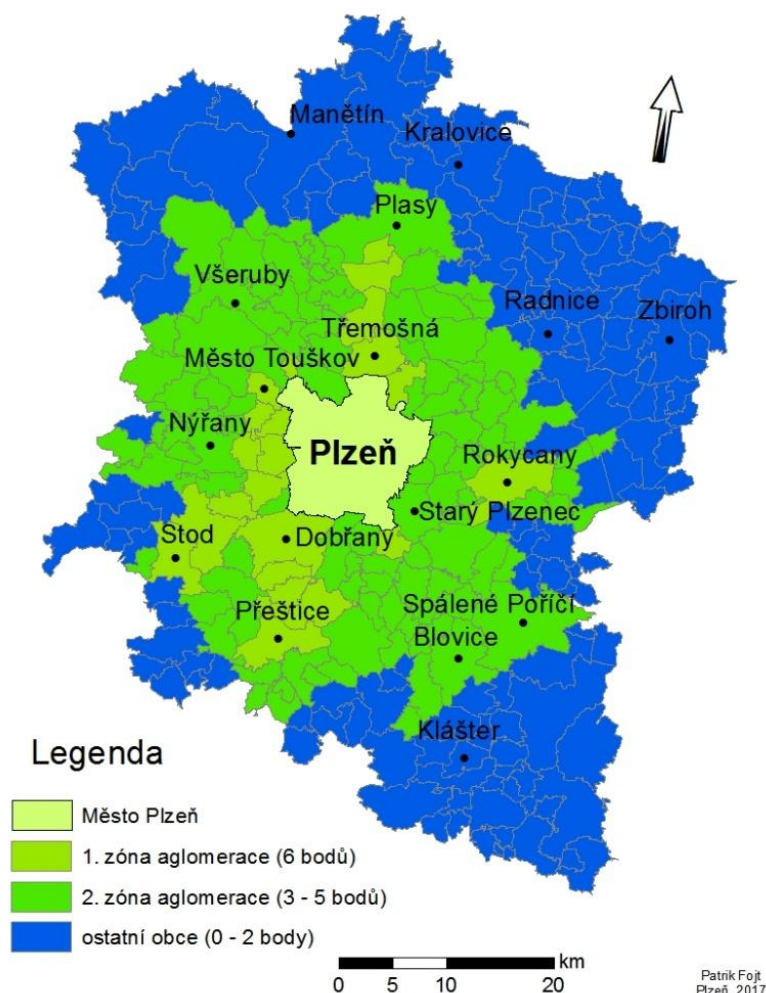 Manětín
Kralovice
Plasy
Všeruby
Radnice
Zbiroh
Třemošná
Město Touškov
Nýřany
Plzeň
Rokycany
Starý Plzenec
Stod
Dobřany
Přeštice
Spálené Poříčí
Blovice
Klášter
Legenda
Město Plzeň
1. zóna aglomerace (6 bodů)
2. zóna aglomerace (3 - 5 bodů)
ostatní obce (0 - 2 body)
km
0 5 10 20
Patrik Fojt
Plzeň, 2017